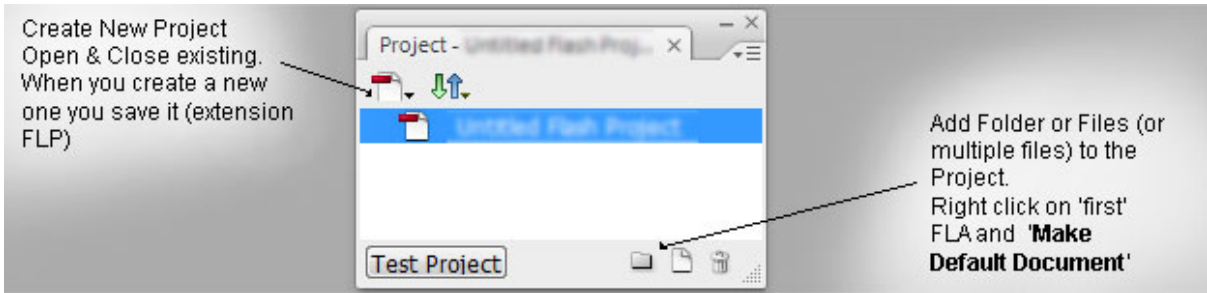 Create New Project
Open & Close existing.
When you create a new
one you save it (extension
FLP)
Project -
Test Project
Add Folder or Files (or
multiple files) to the
Project.
Right click on 'first'
FLA and 'Make
Default Document'